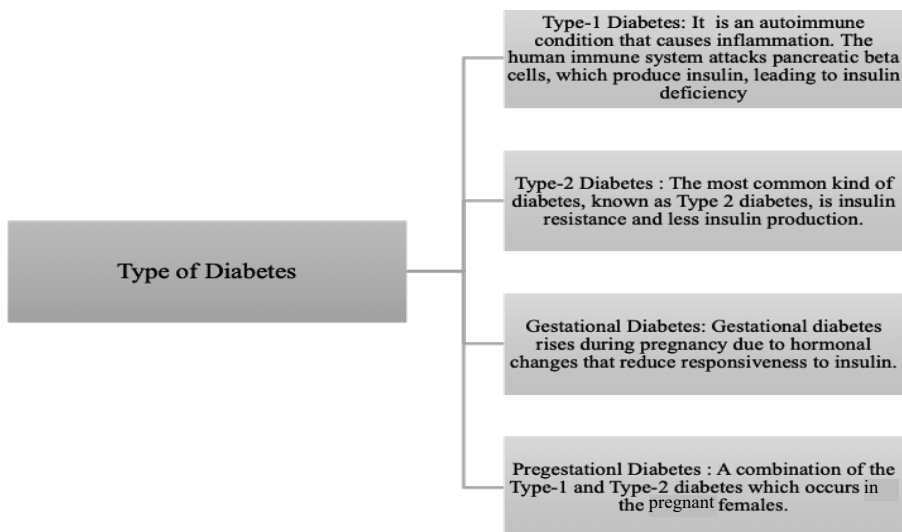 Type of Diabetes
Type-1 Diabetes: It is an autoimmune
condition that causes inflammation. The
human immune system attacks pancreatic beta
cells, which produce insulin, leading to insulin
deficiency
Type-2 Diabetes : The most common kind of
diabetes, known as Type 2 diabetes, is insulin
resistance and less insulin production.
Gestational Diabetes: Gestational diabetes
rises during pregnancy due to hormonal
changes that reduce responsiveness to insulin.
Pregestationl Diabetes : A combination of the
Type-1 and Type-2 diabetes which occurs in
the pregnant females.